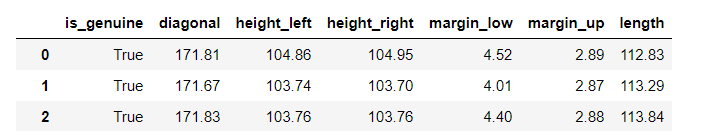 is_genuine diagonal height_left height_right margin_low margin_up length
0 True 171.81 104.86 104.95 4.52 2.89 112.83
1 True 171.67 103.74 103.70 4.01 2.87 113.29
2 True 171.83 103.76 103.76 4.40 2.88 113.84